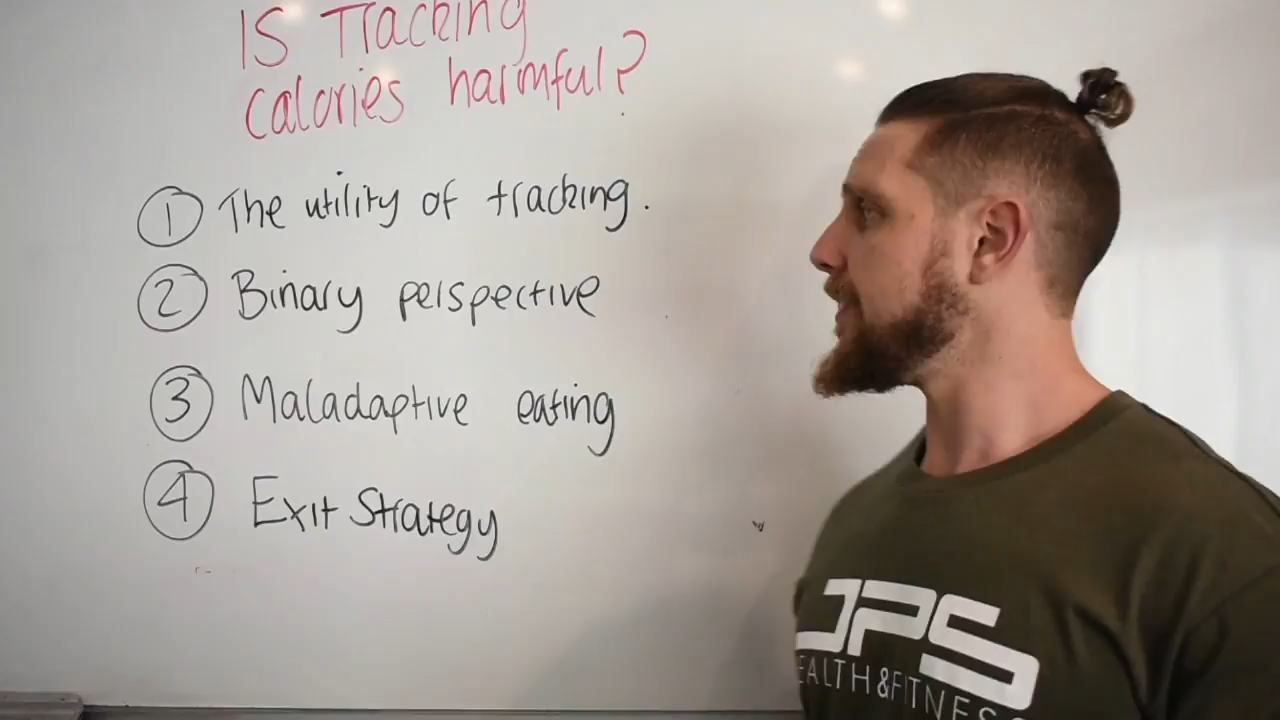 Is Tracking
calories harmful?
1 The utility of tracking.
2 Binary perspective
3 Maladaptive eating
4 Exit Strategy
JPS
EALTH&FITNESS